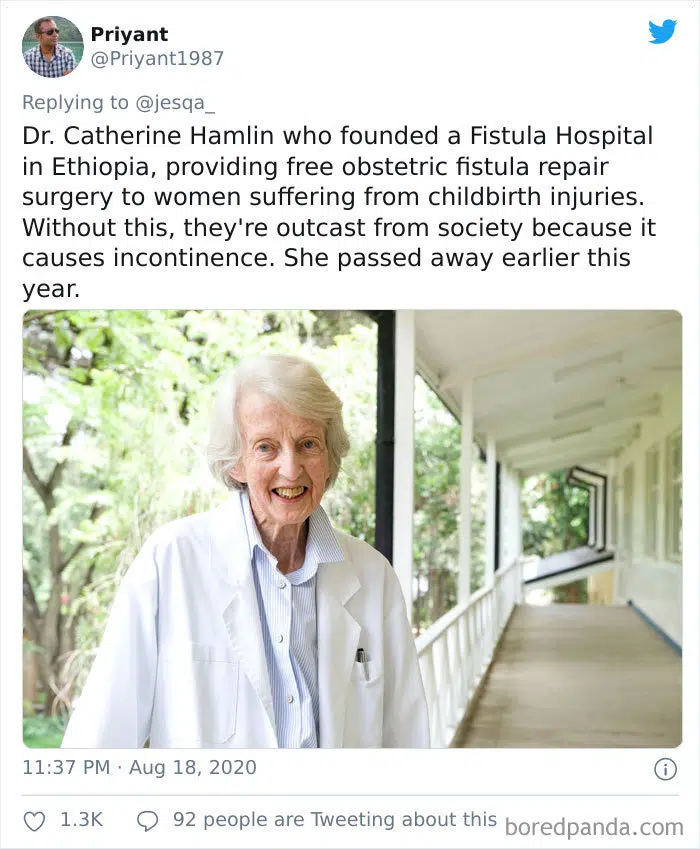 Priyant
@Priyant1987
Replying to @jesqa_
Dr. Catherine Hamlin who founded a Fistula Hospital
in Ethiopia, providing free obstetric fistula repair
surgery to women suffering from childbirth injuries.
Without this, they're outcast from society because it
causes incontinence. She passed away earlier this
year.
11:37 PM · Aug 18, 2020
1.3K 92 people are Tweeting about this
boredpanda.com